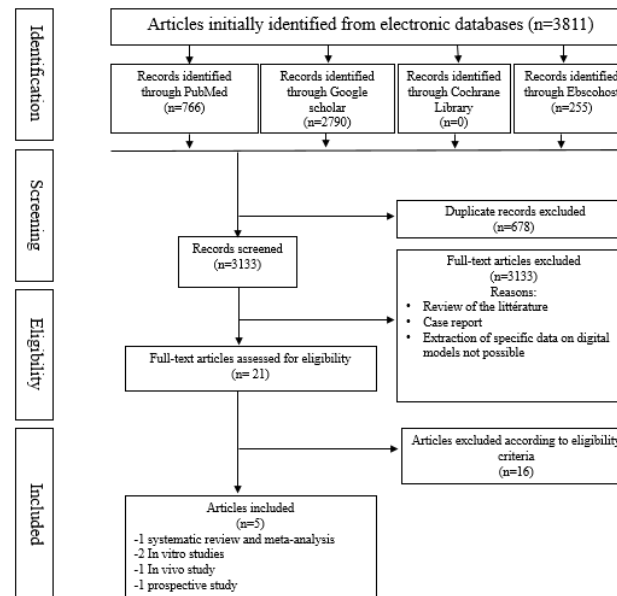 Identification
Articles initially identified from electronic databases (n=3811)
Records identified
through PubMed
(n=766)
Records identified
through Google
scholar
(n=2790)
Records identified
through Cochrane
Library
(n=0)
Records identified
through Ebscohost
(n=255)
Screening
Duplicate records excluded
(n=678)
Records screened
(n=3133)
Full-text articles excluded
(n=3133)
Reasons:
• Review of the littérature
• Case report
• Extraction of specific data on digital
models not possible
Eligibility
Full-text articles assessed for eligibility
(n= 21)
Articles excluded according to eligibility
criteria
(n=16)
Included
Articles included
(n=5)
-1 systematic review and meta-analysis
-2 In vitro studies
-1 In vivo study
-1 prospective study